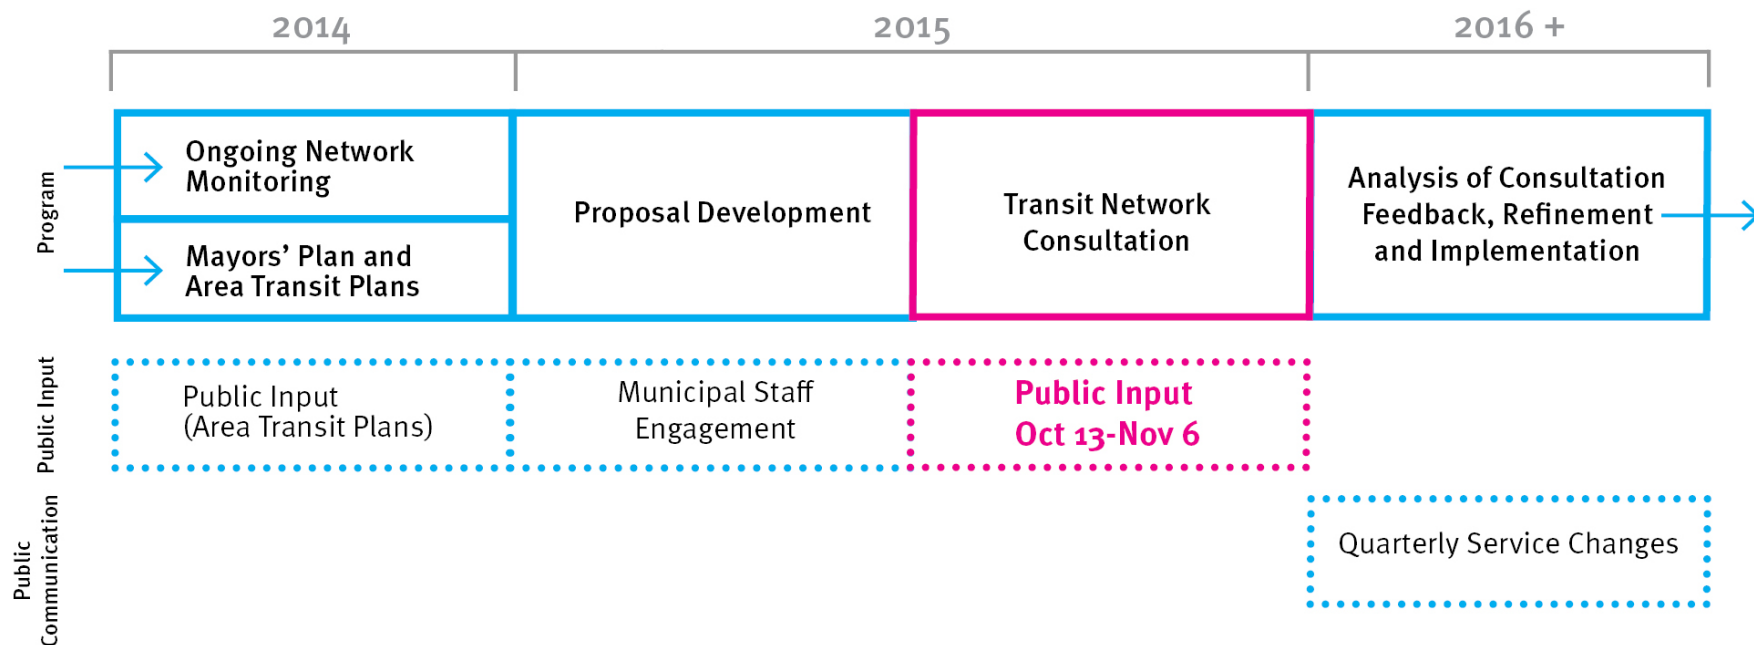 2014
2015
2016 +
Program
Ongoing Network
Monitoring
Mayors’ Plan and
Area Transit Plans
Proposal Development
Transit Network
Consultation
Analysis of Consultation
Feedback, Refinement
and Implementation
Public Input
Public Input
(Area Transit Plans)
Municipal Staff
Engagement
Public Input
Oct 13-Nov 6
Public
Communication
Quarterly Service Changes